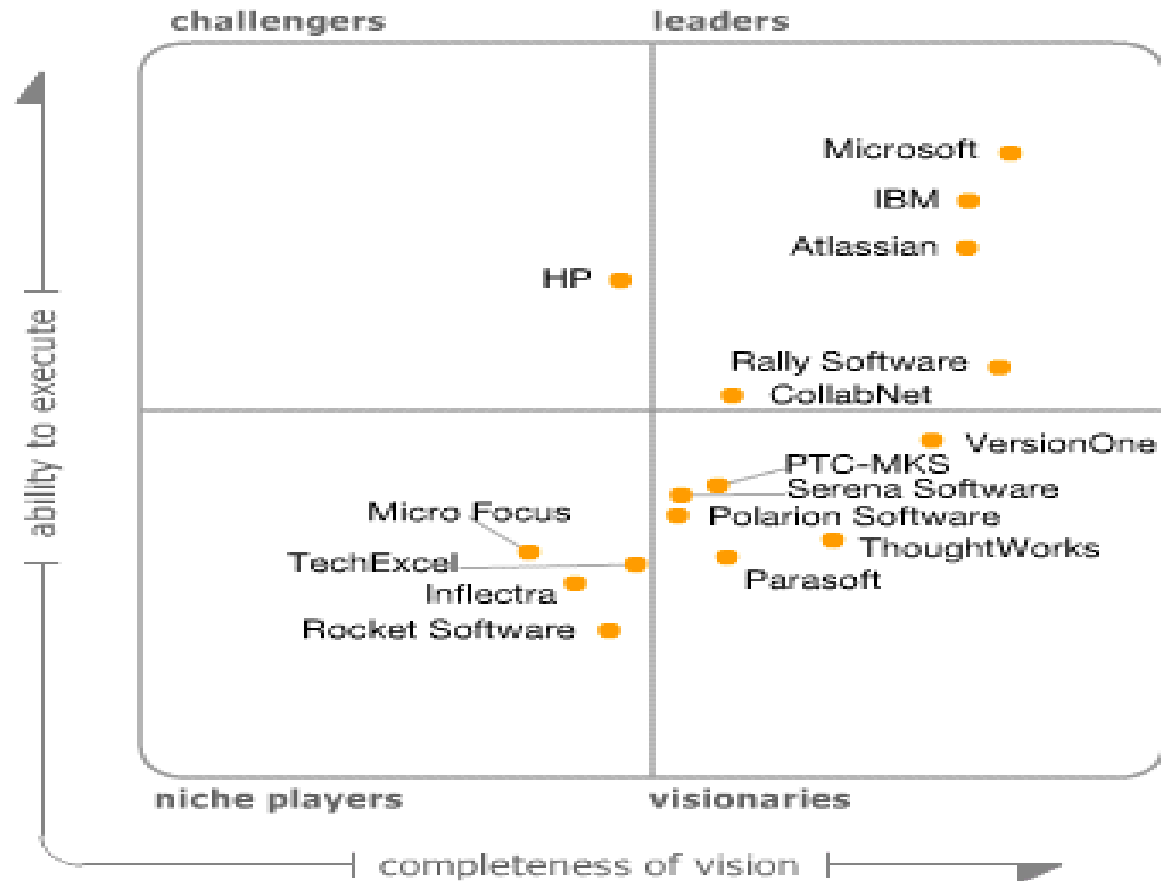 challengers
leaders
Microsoft
IBM
Atlassian
HP
Rally Software
CollabNet
ability to execute
VersionOne
PTC-MKS
Serena Software
Micro Focus
Polarion Software
ThoughtWorks
TechExcel
Parasoft
Inflectra
Rocket Software
niche players
visionaries
completeness of vision